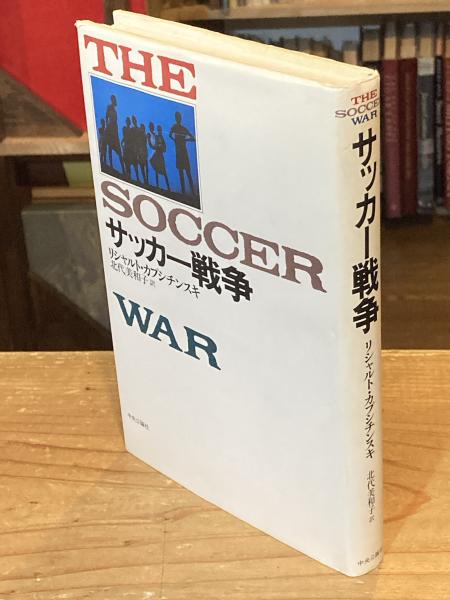 THE
SOCCER
サッカー戦争
リシャルト・カプシチンスキ
北代美和子 訳
WAR
中央公論社
THE
SOCCER
WAR
サッカー戦争
リシャルト・カプシチンスキ
北代美和子 訳
中央公論社